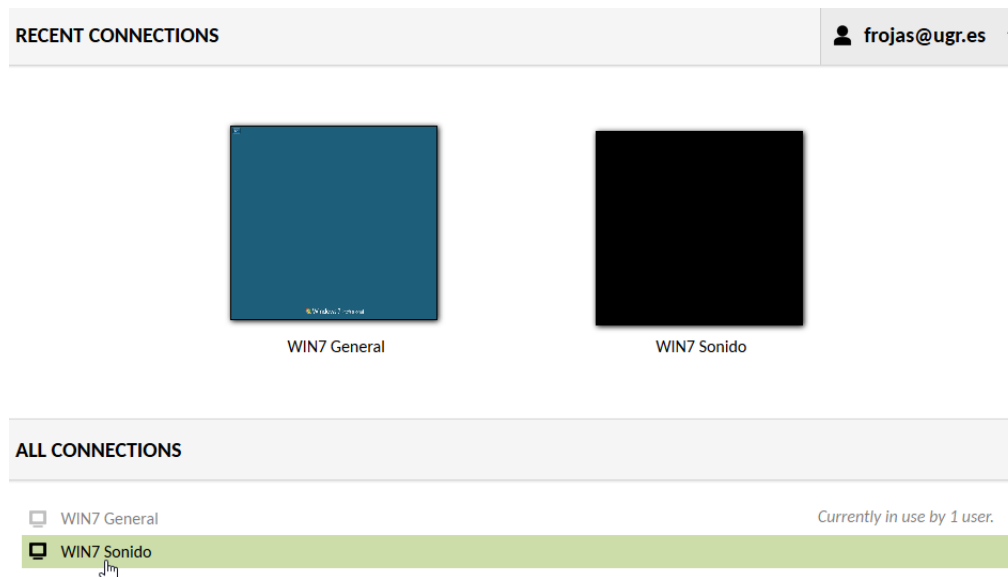 RECENT CONNECTIONS
frojas@ugr.es
WIN7 General
WIN7 Sonido
ALL CONNECTIONS
WIN7 General
Currently in use by 1 user.
WIN7 Sonido